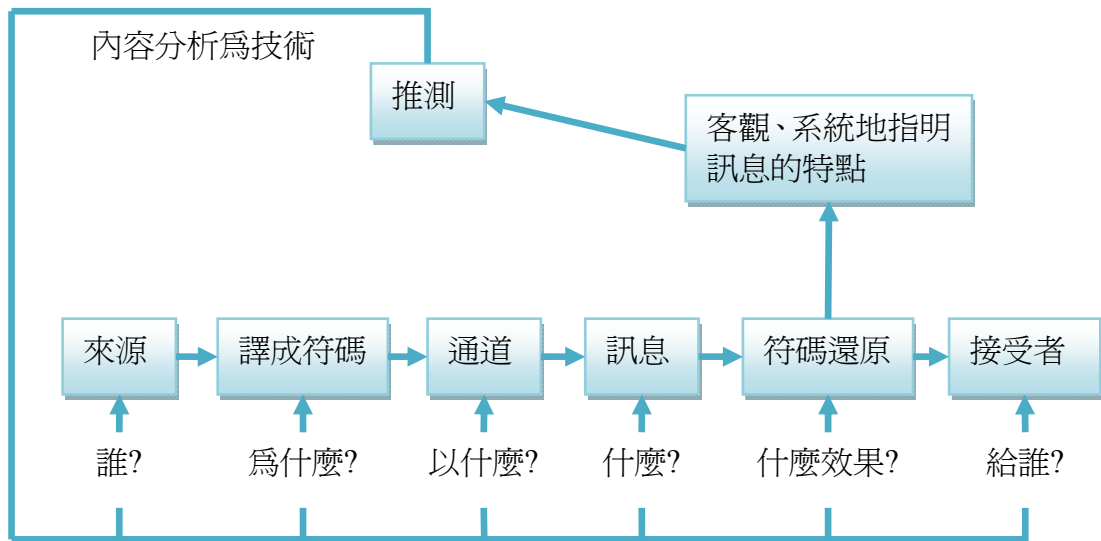 內容分析爲技術
推測
客觀、系統地指明
訊息的特點
來源
譯成符碼
通道
訊息
符碼還原
接受者
誰?
爲什麼?
以什麼?
什麼?
什麼效果?
給誰?